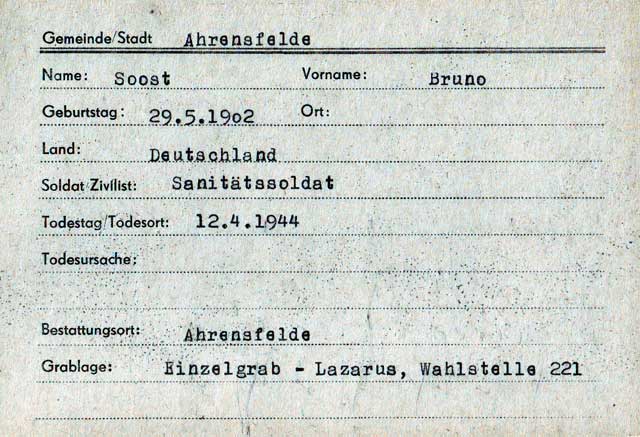 Gemeinde/Stadt Ahrensfelde
Name: Soost Vorname: Bruno
Geburtstag: 29.5.19o2 Ort:
Land: Deutschland
Soldat/Zivilist: Sanitätssoldat
Todestag/Todesort: 12.4.1944
Todesursache:
Bestattungsort: Ahrensfelde
Grablage: Einzelgrab - Lazarus, Wahlstelle 221